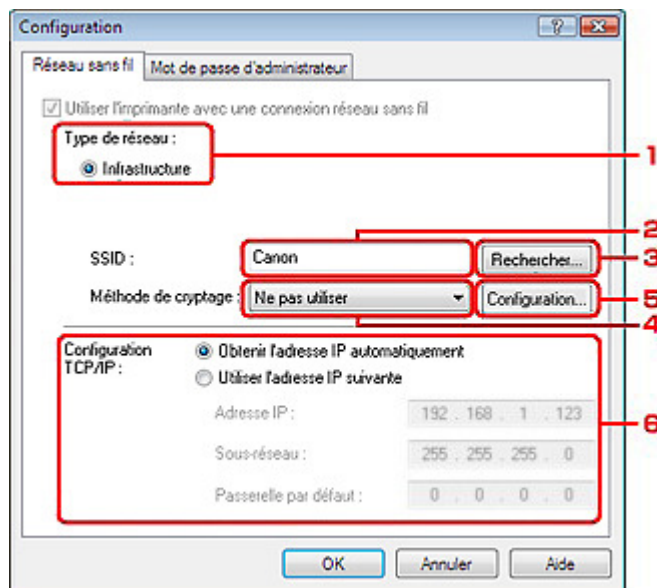 Configuration
Réseau sans fil Mot de passe d'administrateur
Utiliser l'imprimante avec une connexion réseau sans fil
Type de réseau :
1
Infrastructure
2
SSID : Canon Rechercher... 3
Méthode de cryptage : Ne pas utiliser Configuration... 5
4
Configuration TCP/IP : Obtenir l'adresse IP automatiquement
Utiliser l'adresse IP suivante
Adresse IP : 192 . 168 . 1 . 123
6
Sous-réseau : 255 . 255 . 255 . 0
Passerelle par défaut : 0 . 0 . 0 . 0
OK Annuler Aide